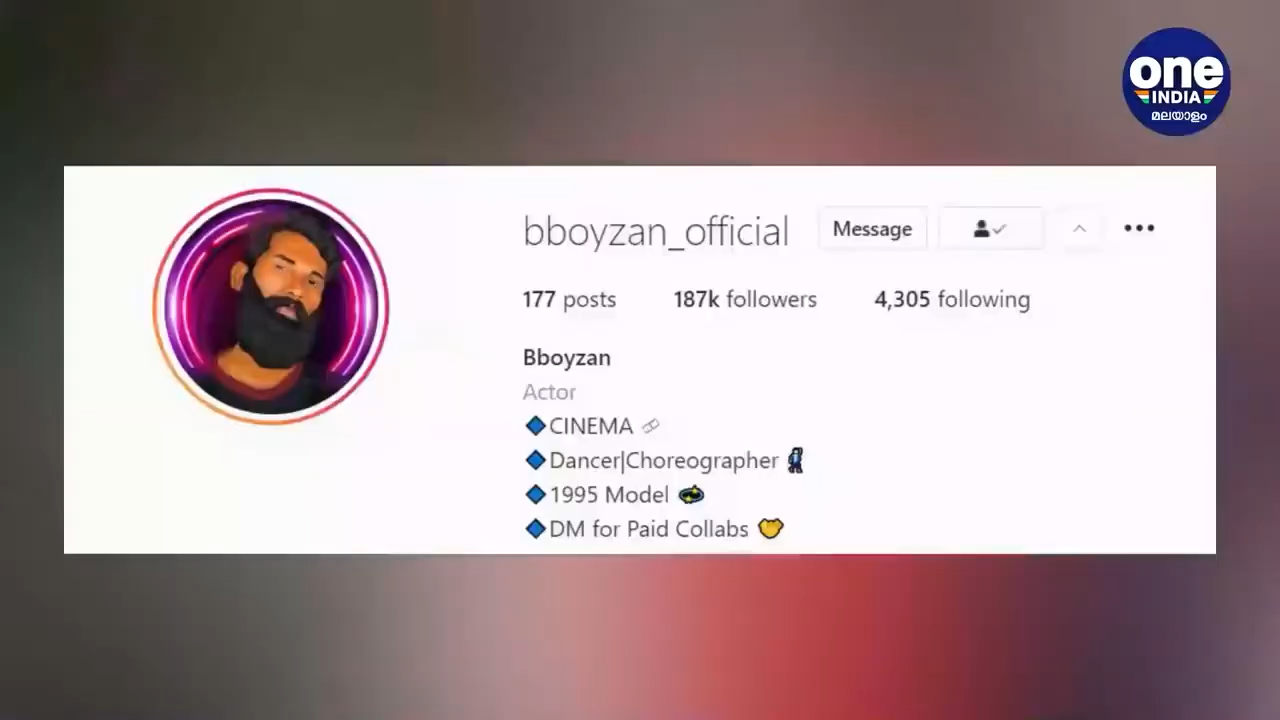 one
INDIA
മലയാളം
bboyzan_official
Message
177 posts 187k followers 4,305 following
Bboyzan
Actor
🔷CINEMA
🔷Dancer|Choreographer
🔷1995 Model
🔷DM for Paid Collabs